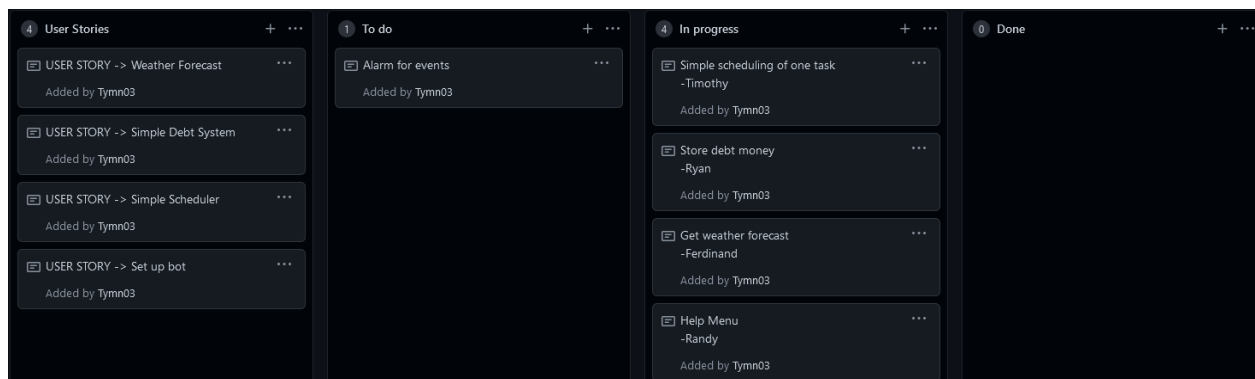 4 User Stories + ...
USER STORY -> Weather Forecast ...
Added by Tymn03
USER STORY -> Simple Debt System ...
Added by Tymn03
USER STORY -> Simple Scheduler ...
Added by Tymn03
USER STORY -> Set up bot ...
Added by Tymn03
1 To do + ...
Alarm for events ...
Added by Tymn03
4 In progress + ...
Simple scheduling of one task ...
-Timothy
Added by Tymn03
Store debt money ...
-Ryan
Added by Tymn03
Get weather forecast ...
-Ferdinand
Added by Tymn03
Help Menu ...
-Randy
Added by Tymn03
0 Done + ...